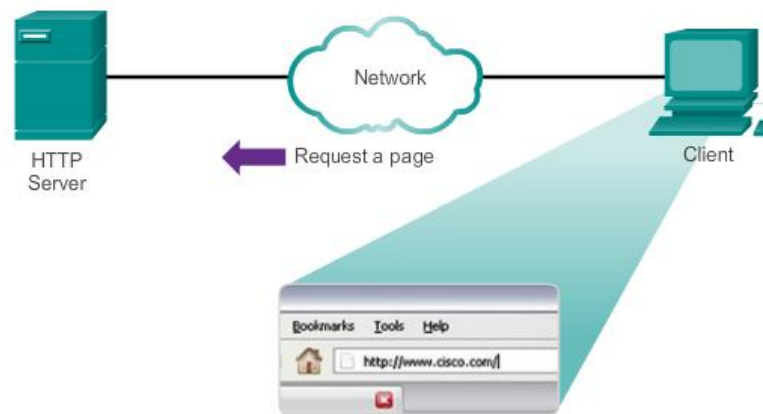 Network
HTTP
Server
Request a page
Client
Bookmarks Tools Help
http://www.cisco.com/